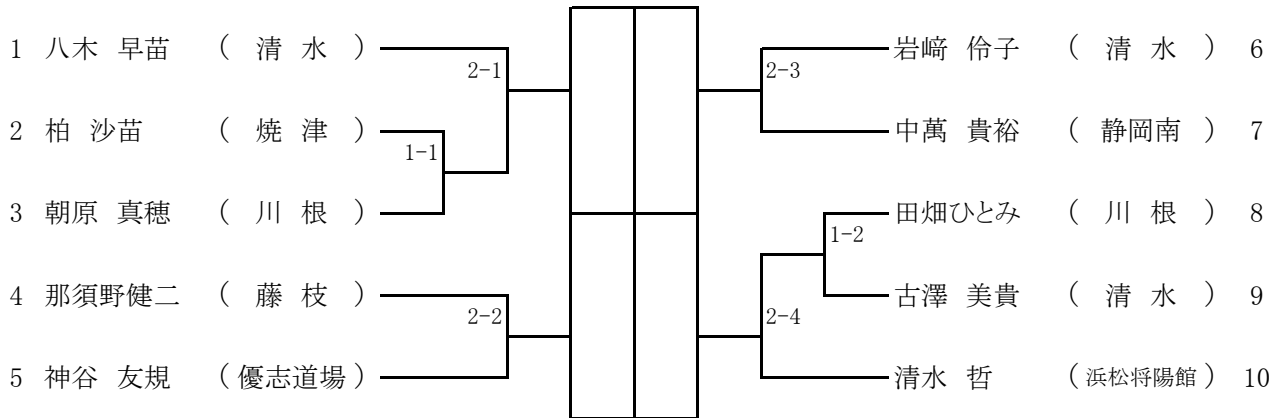 1 八木 早苗 ( 清 水 )
2-1
2 柏 沙苗 ( 焼 津 )
1-1
3 朝原 真穂 ( 川 根 )
4 那須野健二 ( 藤 枝 )
2-2
5 神谷 友規 ( 優志道場 )
岩﨑 伶子 ( 清 水 ) 6
2-3
中萬 貴裕 ( 静岡南 ) 7
田畑ひとみ ( 川 根 ) 8
1-2
古澤 美貴 ( 清 水 ) 9
2-4
清水 哲 ( 浜松将陽館 ) 10